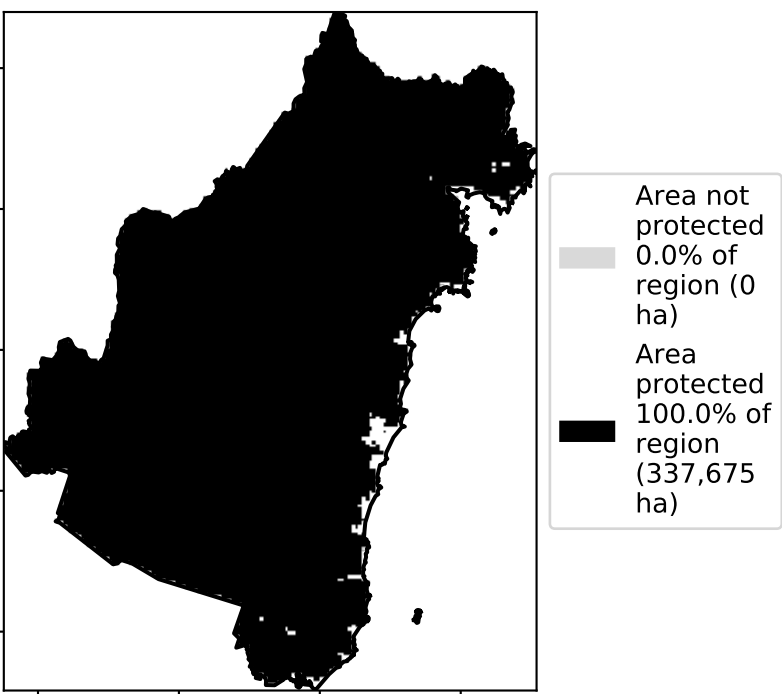 Area not
protected
0.0% of
region (0
ha)
Area
protected
100.0% of
region
(337,675
ha)